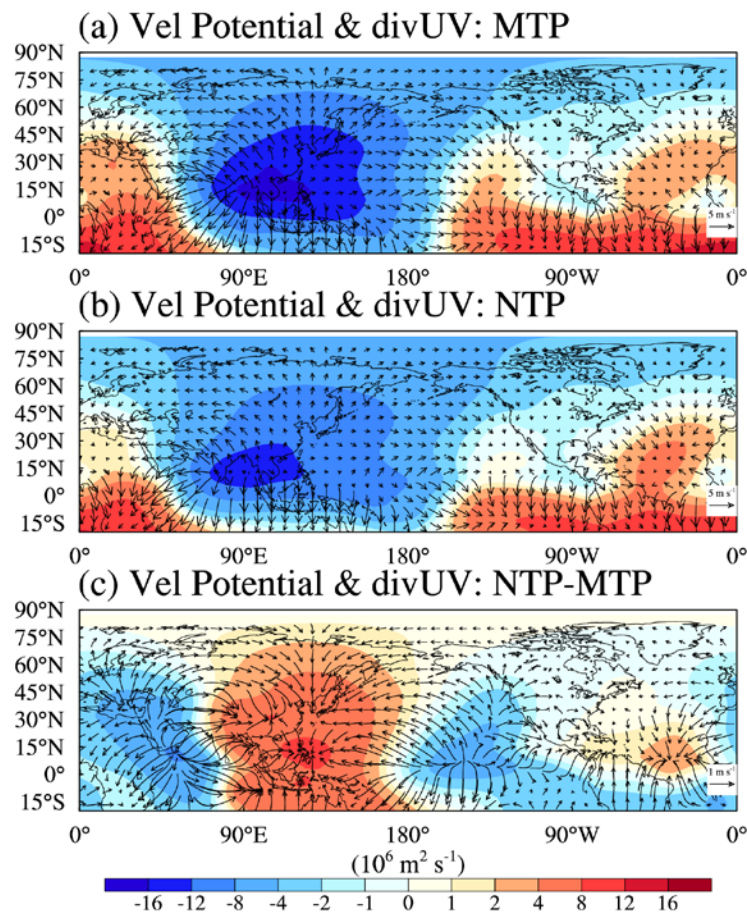 (a) Vel Potential & divUV: MTP
90°N
75°N
60°N
45°N
30°N
15°N
0°
15°S
5 m s⁻¹
0° 90°E 180° 90°W 0°
(b) Vel Potential & divUV: NTP
90°N
75°N
60°N
45°N
30°N
15°N
0°
15°S
5 m s⁻¹
0° 90°E 180° 90°W 0°
(c) Vel Potential & divUV: NTP-MTP
90°N
75°N
60°N
45°N
30°N
15°N
0°
15°S
1 m s⁻¹
0° 90°E 180° 90°W 0°
(10⁶ m² s⁻¹)
-16 -12 -8 -4 -2 -1 0 1 2 4 8 12 16